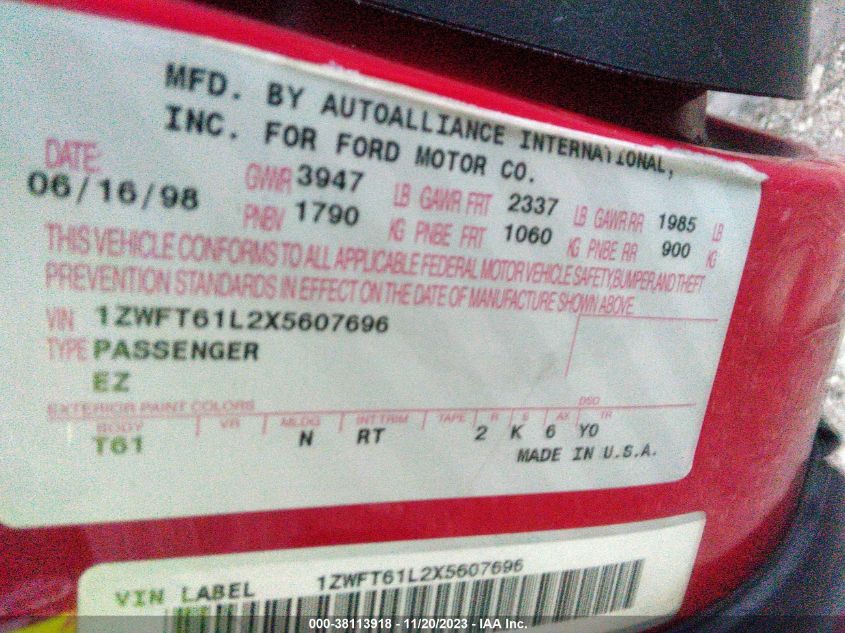 MFD. BY AUTOALLIANCE INTERNATIONAL,
INC. FOR FORD MOTOR CO.
DATE: 06/16/98
GVWR 3947 LB GAWR FRT 2337 LB GAWR RR 1985 LB
PNBV 1790 KG PNBE FRT 1060 KG PNBE RR 900 KG
THIS VEHICLE CONFORMS TO ALL APPLICABLE FEDERAL MOTOR VEHICLE SAFETY, BUMPER, AND THEFT
PREVENTION STANDARDS IN EFFECT ON THE DATE OF MANUFACTURE SHOWN ABOVE.
VIN 1ZWFT61L2X5607696
TYPE PASSENGER
EZ
EXTERIOR PAINT COLORS DSO
BODY VR MLDG INT TRIM TAPE R S AX TR
T61 N RT 2 K 6 Y0
MADE IN U.S.A.
VIN LABEL 1ZWFT61L2X5607696
000-38113918 - 11/20/2023 - IAA Inc.